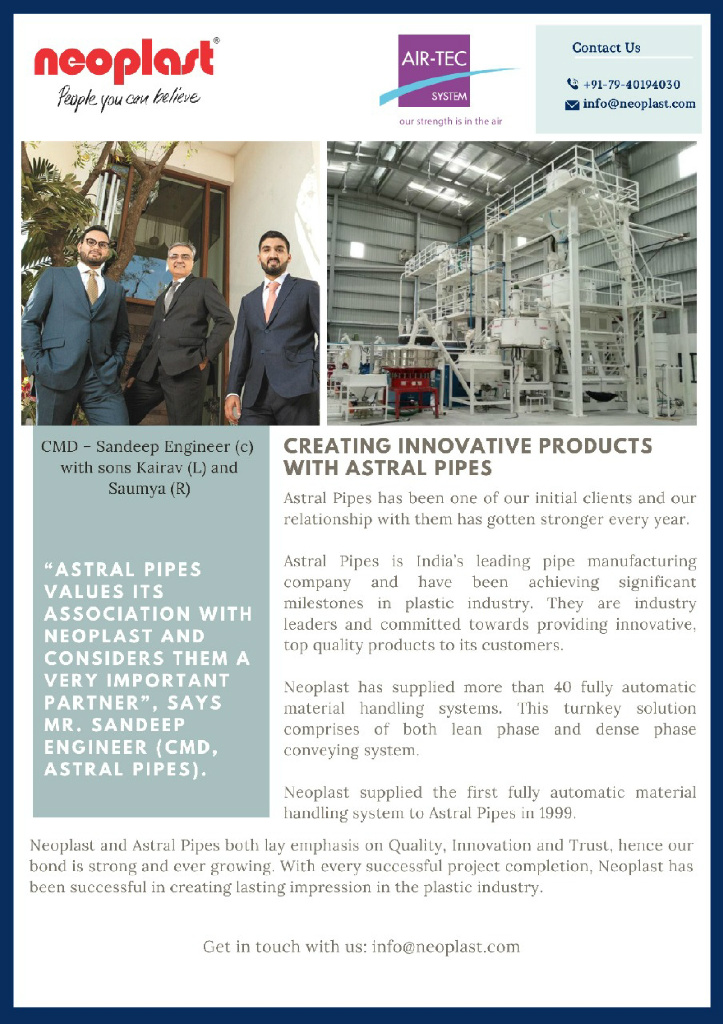 neoplast®
People you can believe
AIR-TEC
SYSTEM
our strength is in the air
Contact Us
+91-79-40194030
info@neoplast.com
CMD – Sandeep Engineer (c)
with sons Kairav (L) and
Saumya (R)
“ASTRAL PIPES
VALUES ITS
ASSOCIATION WITH
NEOPLAST AND
CONSIDERS THEM A
VERY IMPORTANT
PARTNER”, SAYS
MR. SANDEEP
ENGINEER (CMD,
ASTRAL PIPES).
CREATING INNOVATIVE PRODUCTS
WITH ASTRAL PIPES
Astral Pipes has been one of our initial clients and our
relationship with them has gotten stronger every year.
Astral Pipes is India’s leading pipe manufacturing
company and have been achieving significant
milestones in plastic industry. They are industry
leaders and committed towards providing innovative,
top quality products to its customers.
Neoplast has supplied more than 40 fully automatic
material handling systems. This turnkey solution
comprises of both lean phase and dense phase
conveying system.
Neoplast supplied the first fully automatic material
handling system to Astral Pipes in 1999.
Neoplast and Astral Pipes both lay emphasis on Quality, Innovation and Trust, hence our
bond is strong and ever growing. With every successful project completion, Neoplast has
been successful in creating lasting impression in the plastic industry.
Get in touch with us: info@neoplast.com